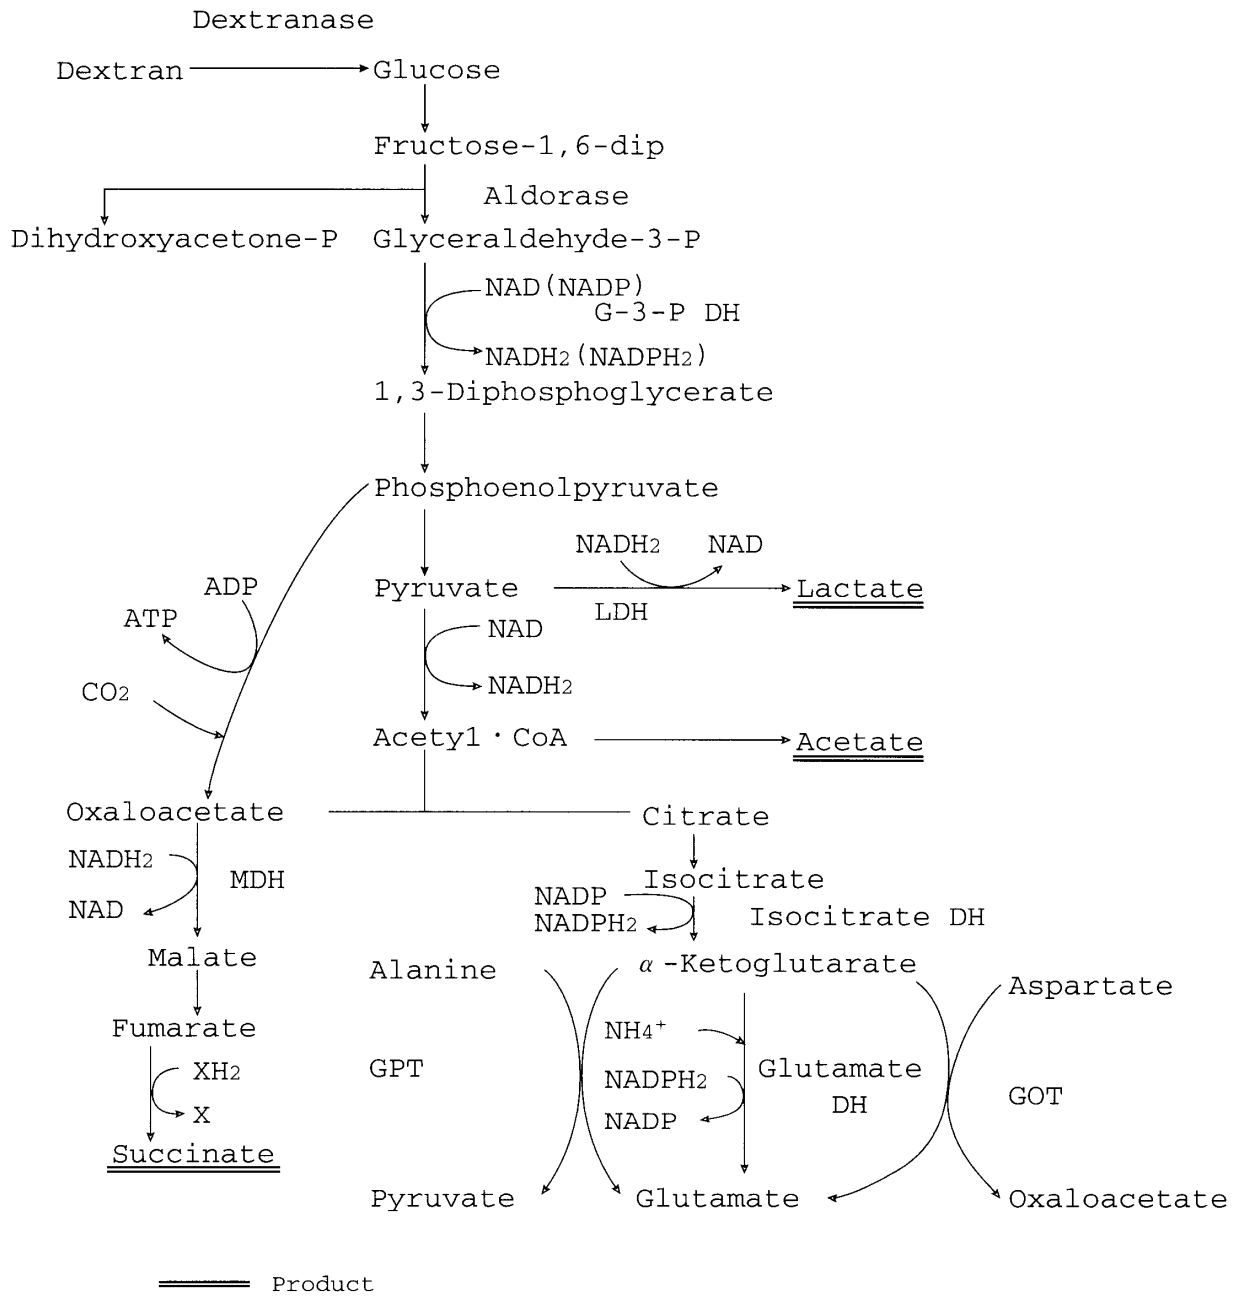 Dextranase
Dextran
Glucose
Fructose-1,6-dip
Aldorase
Dihydroxyacetone-P
Glyceraldehyde-3-P
NAD(NADP)
G-3-P DH
NADH2(NADPH2)
1,3-Diphosphoglycerate
Phosphoenolpyruvate
NADH2
NAD
ADP
Pyruvate
Lactate
LDH
ATP
NAD
CO2
NADH2
Acety1・CoA
Acetate
Oxaloacetate
Citrate
NADH2
MDH
Isocitrate
NAD
NADP
NADPH2
Isocitrate DH
Malate
Alanine
α-Ketoglutarate
Aspartate
Fumarate
NH4+
XH2
GPT
NADPH2
Glutamate
DH
GOT
X
NADP
Succinate
Pyruvate
Glutamate
Oxaloacetate
Product